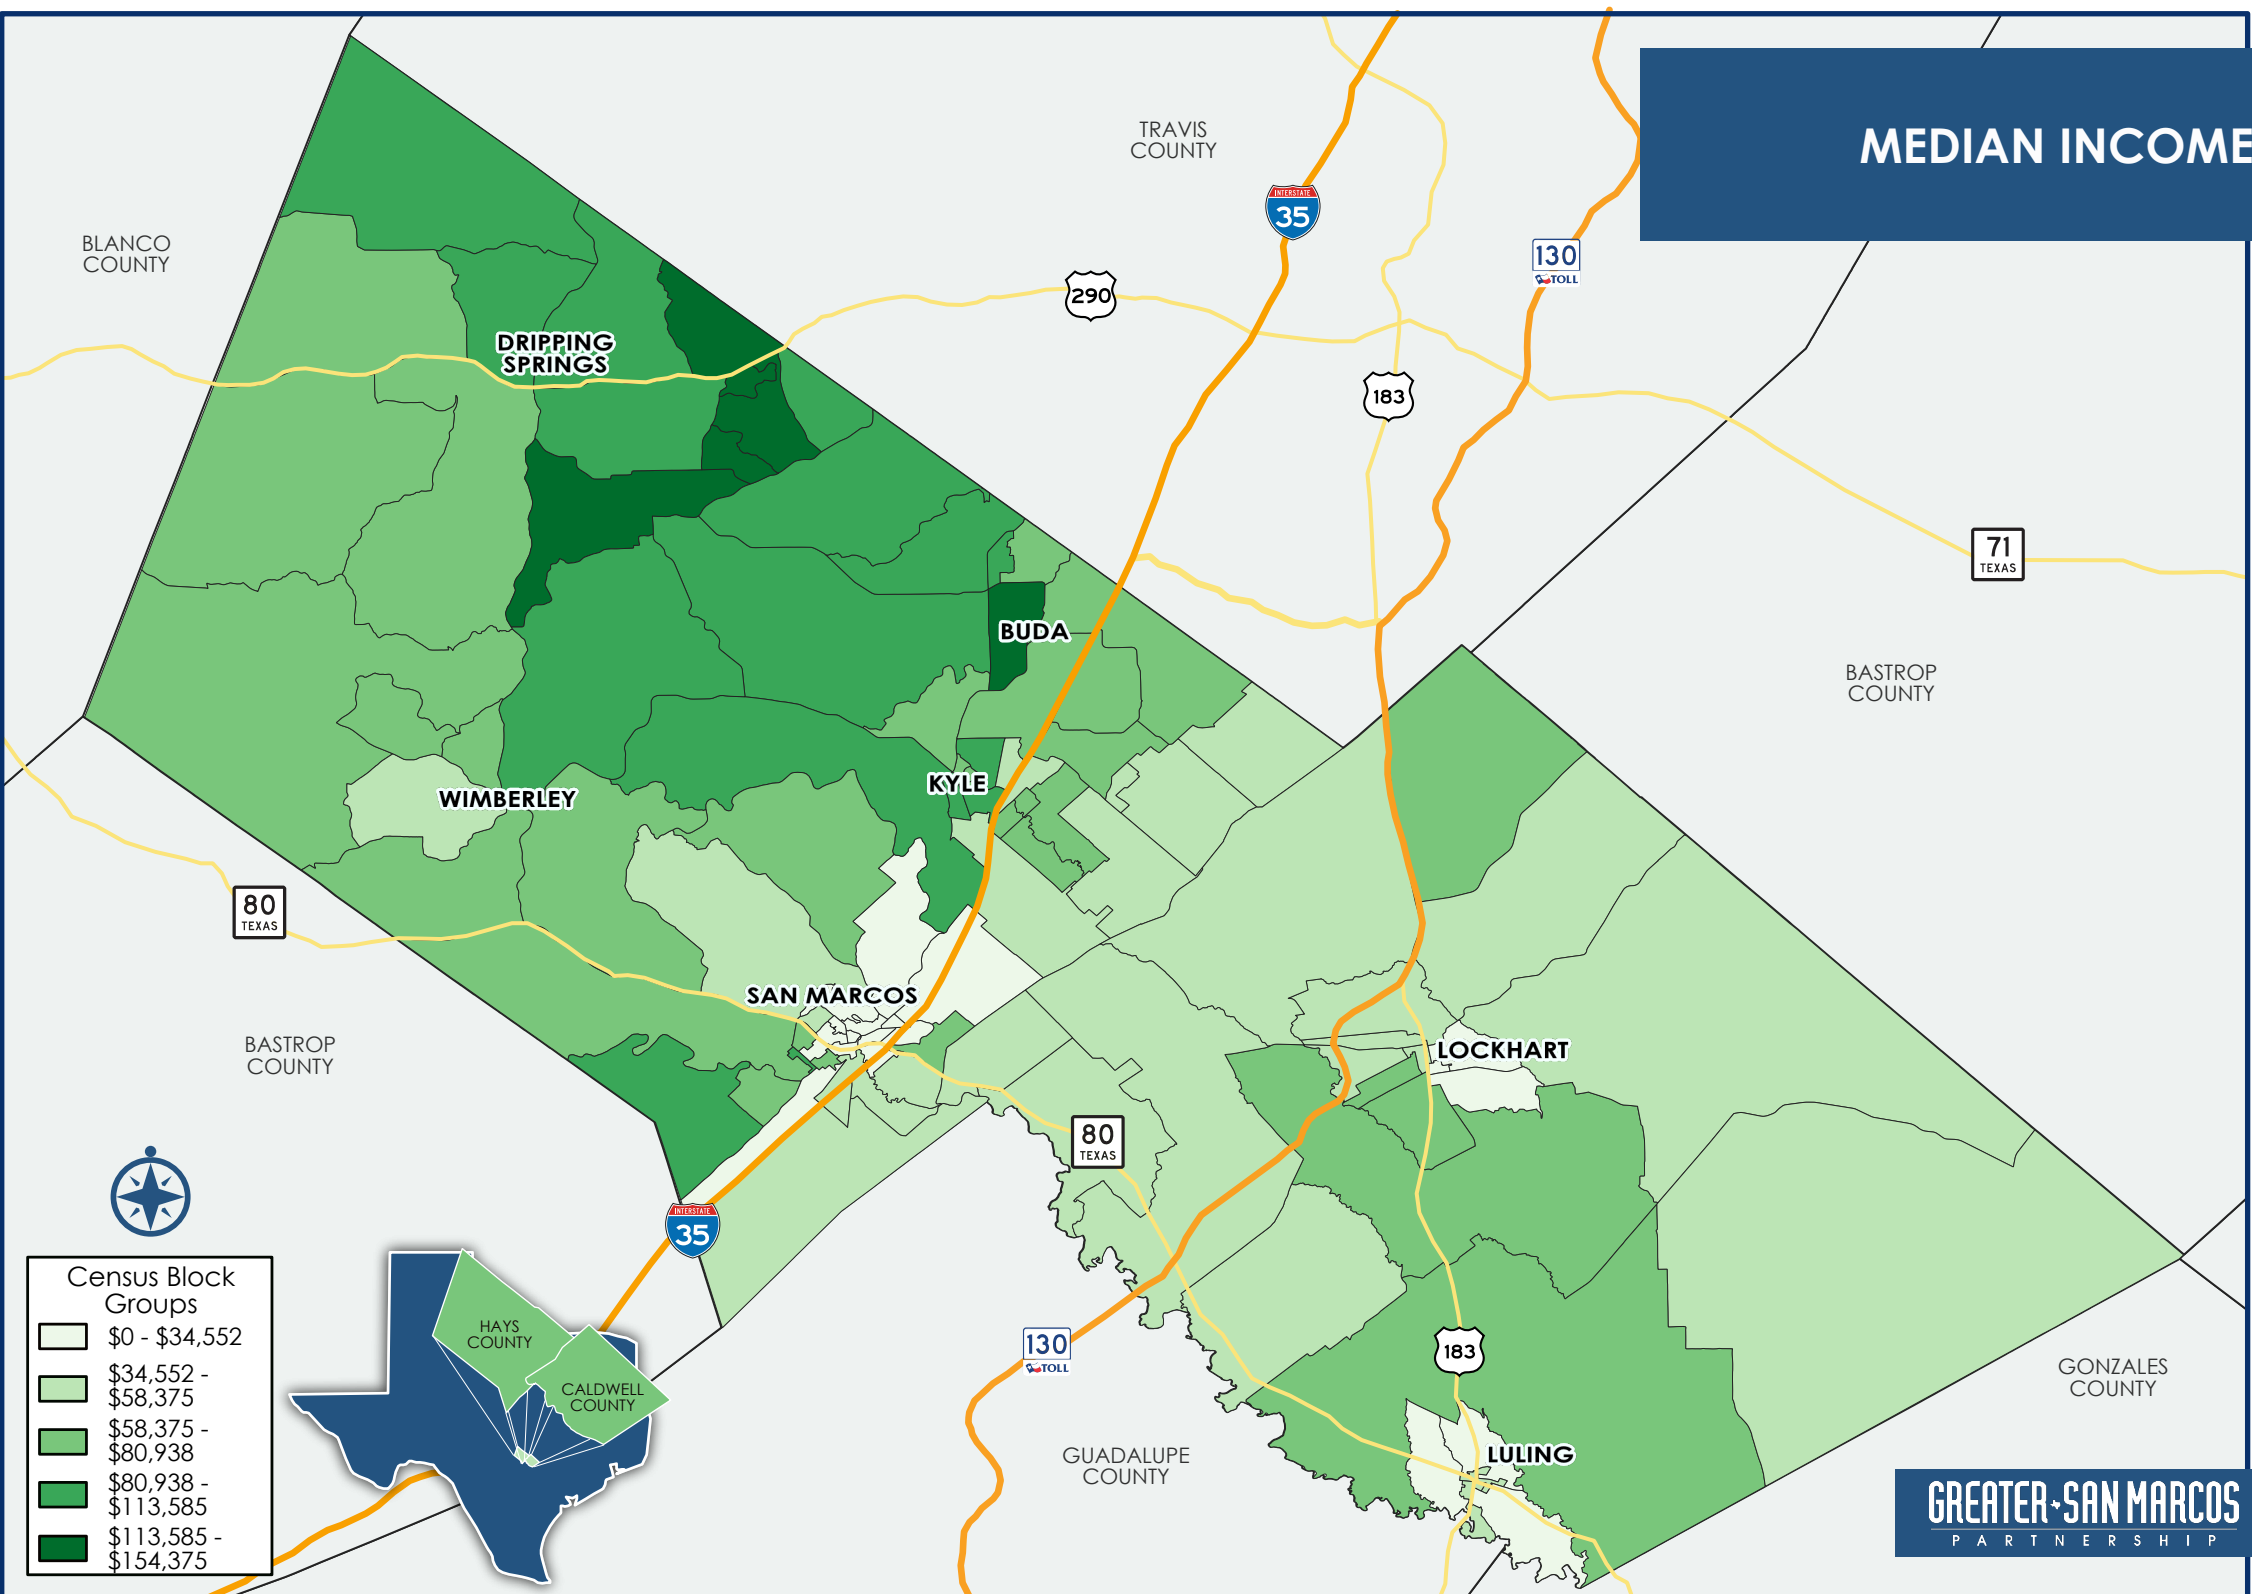 MEDIAN INCOME
TRAVIS
COUNTY
INTERSTATE
35
130
TOLL
BLANCO
COUNTY
290
DRIPPING
SPRINGS
183
71
TEXAS
BUDA
BASTROP
COUNTY
KYLE
WIMBERLEY
80
TEXAS
SAN MARCOS
BASTROP
COUNTY
LOCKHART
80
TEXAS
INTERSTATE
35
Census Block
Groups
$0 - $34,552
$34,552 -
$58,375
$58,375 -
$80,938
$80,938 -
$113,585
$113,585 -
$154,375
HAYS
COUNTY
CALDWELL
COUNTY
130
TOLL
183
GONZALES
COUNTY
GUADALUPE
COUNTY
LULING
GREATER SAN MARCOS
PARTNERSHIP